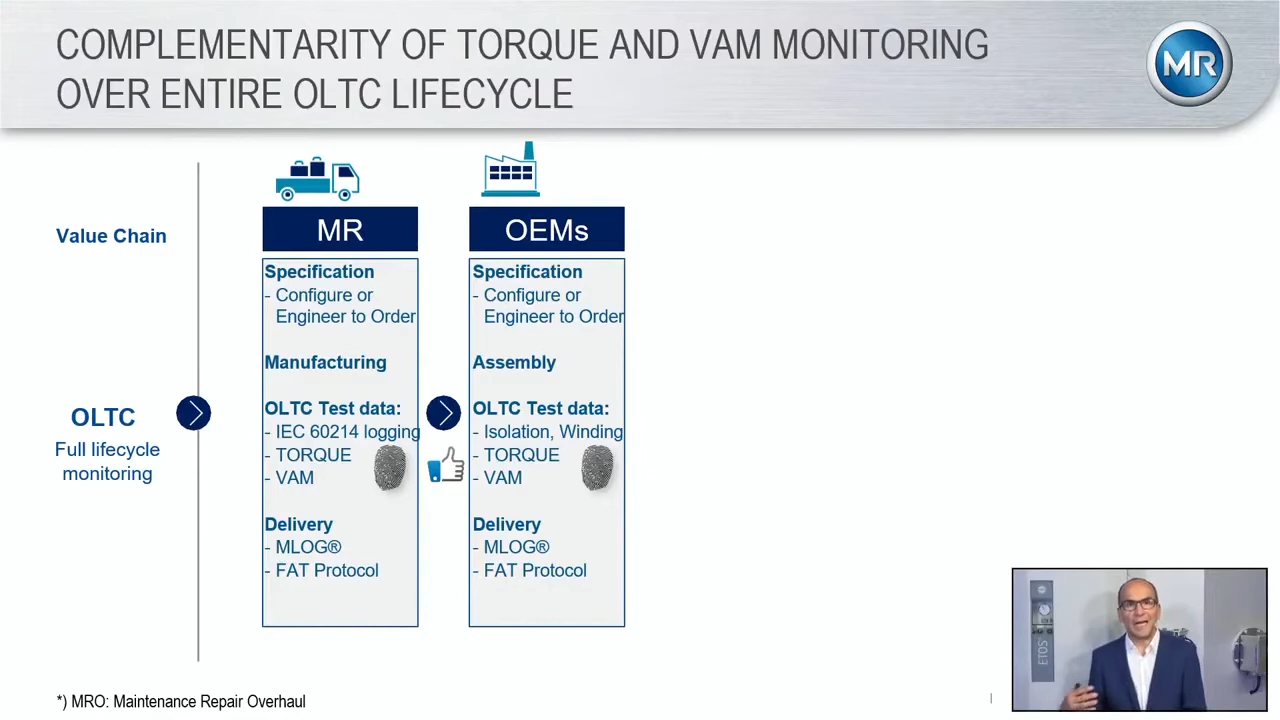 COMPLEMENTARITY OF TORQUE AND VAM MONITORING
OVER ENTIRE OLTC LIFECYCLE
MR
Value Chain
MR
OEMs
Specification
- Configure or
Engineer to Order
Manufacturing
OLTC Test data:
- IEC 60214 logging
- TORQUE
- VAM
Delivery
- MLOG®
- FAT Protocol
Specification
- Configure or
Engineer to Order
Assembly
OLTC Test data:
- Isolation, Winding
- TORQUE
- VAM
Delivery
- MLOG®
- FAT Protocol
OLTC
Full lifecycle
monitoring
ETOS
*) MRO: Maintenance Repair Overhaul